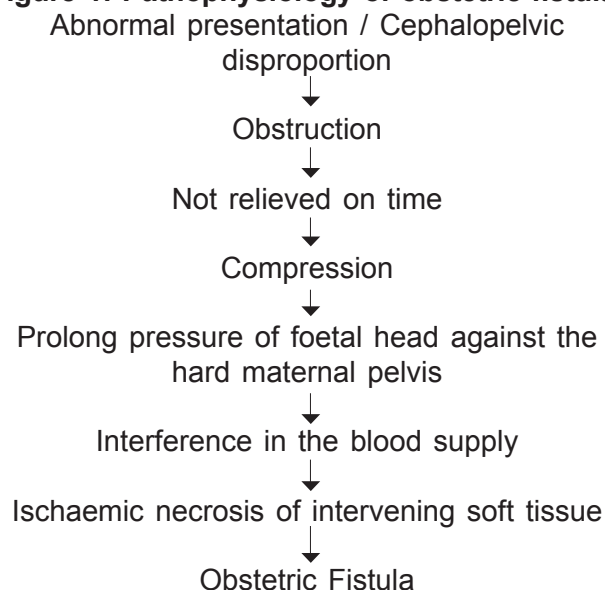 Abnormal presentation / Cephalopelvic
disproportion
Obstruction
Not relieved on time
Compression
Prolong pressure of foetal head against the
hard maternal pelvis
Interference in the blood supply
Ischaemic necrosis of intervening soft tissue
Obstetric Fistula